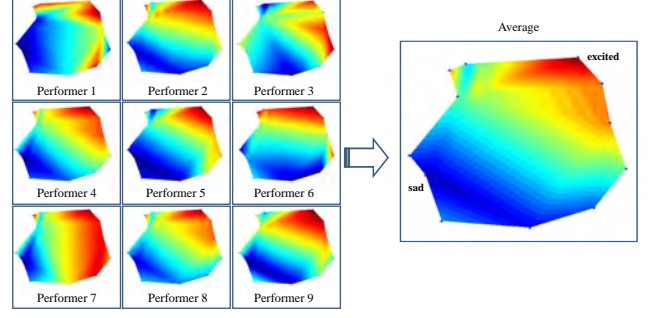 Average
Performer 1
Performer 2
Performer 3
excited
Performer 4
Performer 5
Performer 6
sad
Performer 7
Performer 8
Performer 9